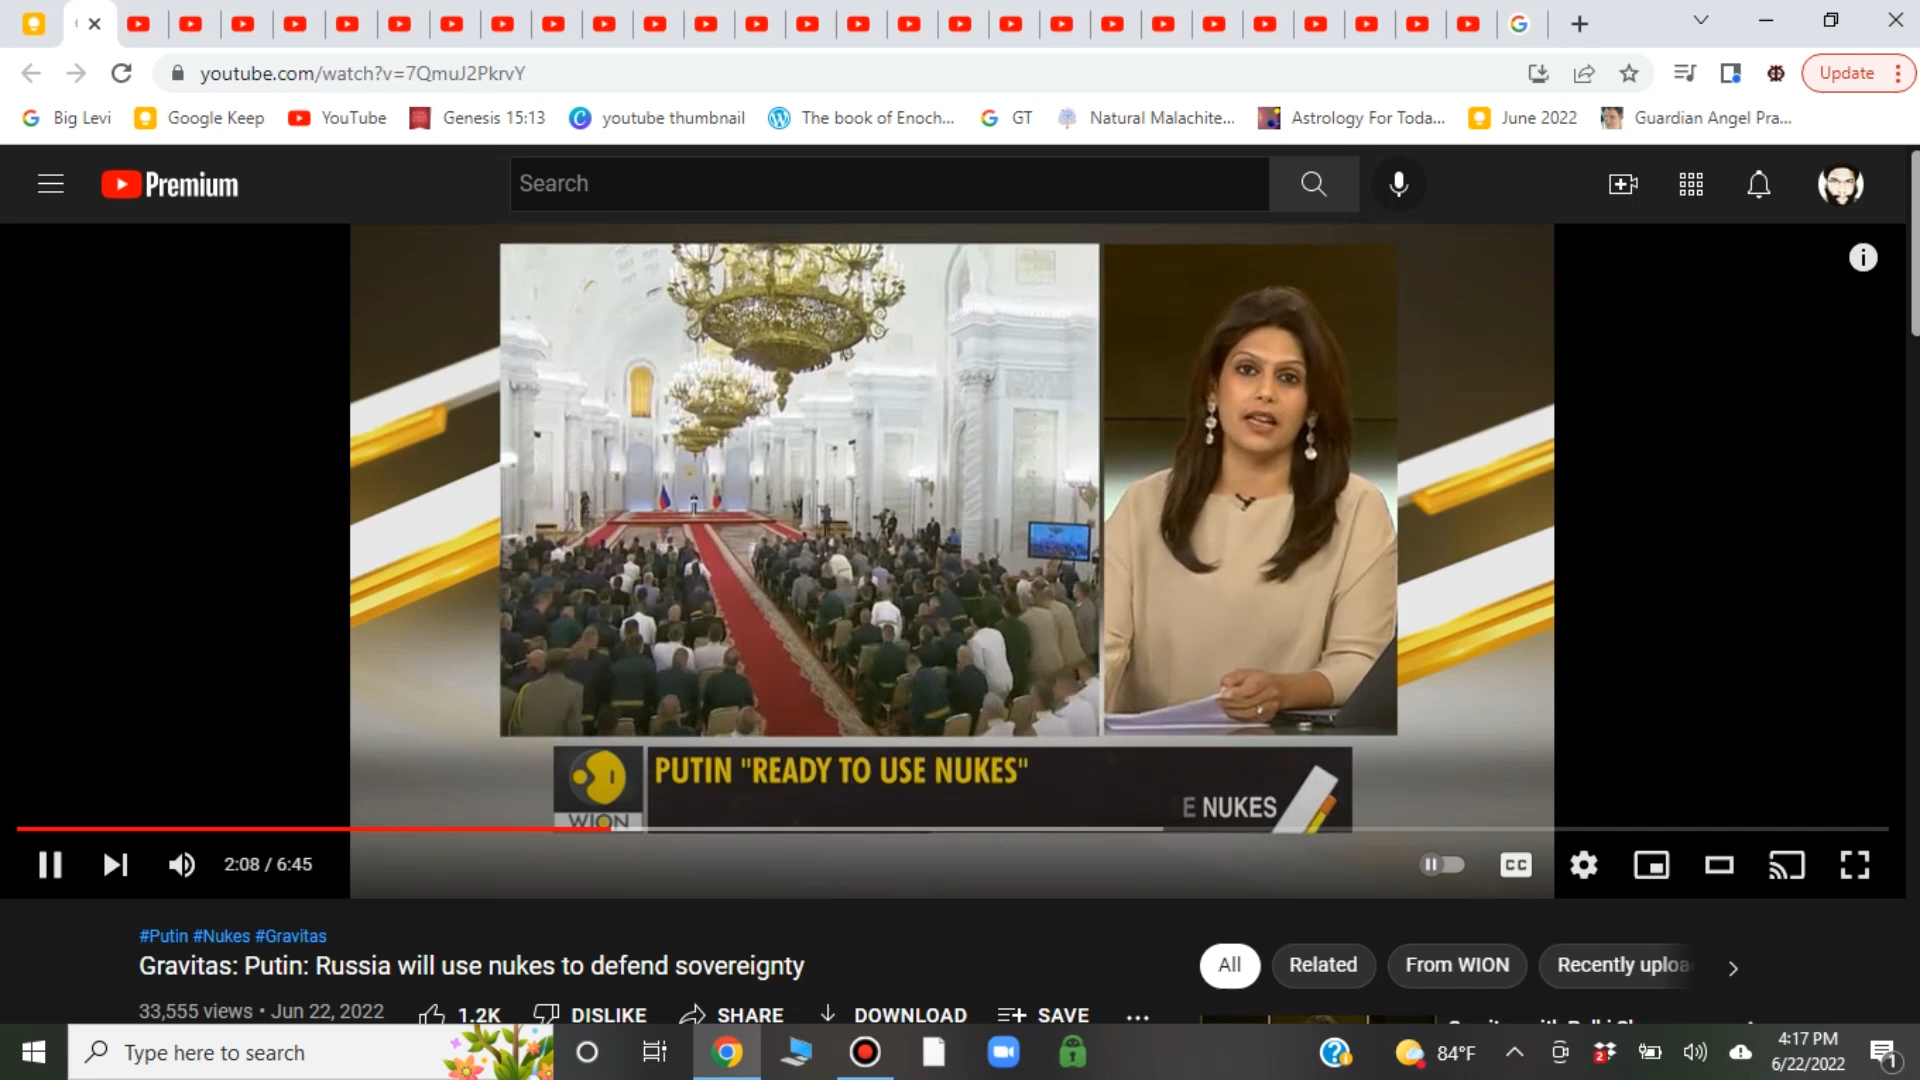 youtube.com/watch?v=7QmuJ2PkrvY
Update
Big Levi
Google Keep
YouTube
Genesis 15:13
youtube thumbnail
The book of Enoch...
GT
Natural Malachite...
Astrology For Toda...
June 2022
Guardian Angel Pra...
Premium
Search
PUTIN "READY TO USE NUKES"
E NUKES
WION
2:08 / 6:45
CC
#Putin #Nukes #Gravitas
Gravitas: Putin: Russia will use nukes to defend sovereignty
33,555 views • Jun 22, 2022
1.2K
DISLIKE
SHARE
DOWNLOAD
SAVE
All
Related
From WION
Recently uploa
Type here to search
84°F
2
4:17 PM
6/22/2022
1